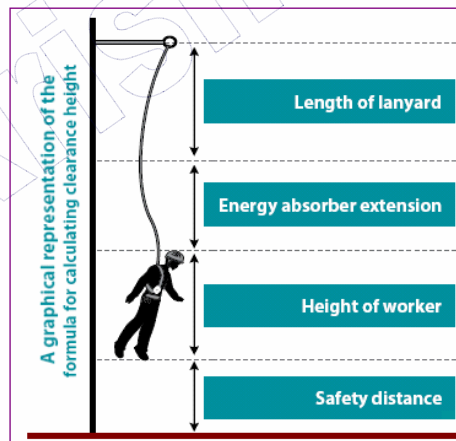 A graphical representation of the
formula for calculating clearance height
Length of lanyard
Energy absorber extension
Height of worker
Safety distance